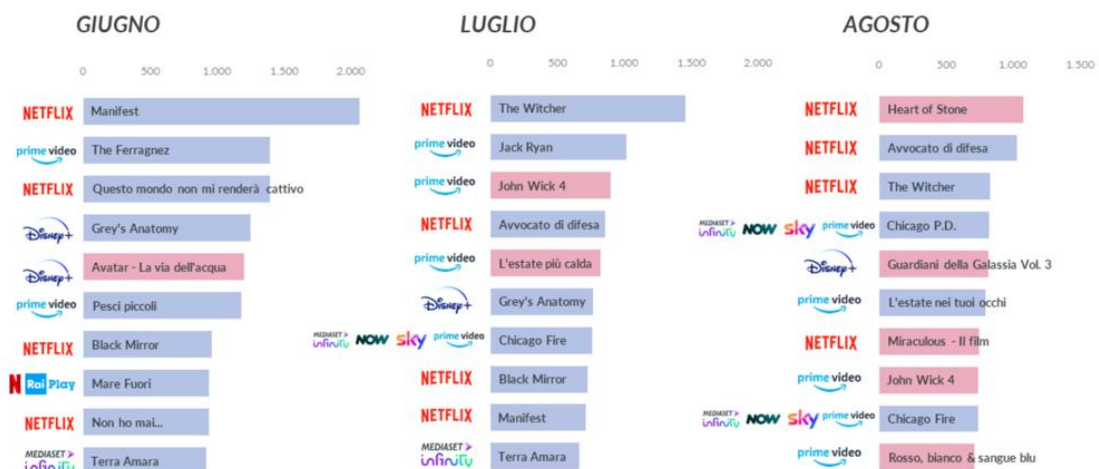 GIUGNO
0 500 1.000 1.500 2.000
NETFLIX Manifest
prime video The Ferragnez
NETFLIX Questo mondo non mi renderà cattivo
Disney+ Grey's Anatomy
Disney+ Avatar - La via dell'acqua
prime video Pesci piccoli
NETFLIX Black Mirror
N Rai Play Mare Fuori
NETFLIX Non ho mai...
MEDIASET infinity Terra Amara
LUGLIO
0 500 1.000 1.500 2.000
NETFLIX The Witcher
prime video Jack Ryan
prime video John Wick 4
NETFLIX Avvocato di difesa
prime video L'estate più calda
Disney+ Grey's Anatomy
MEDIASET infinity NOW sky prime video Chicago Fire
NETFLIX Black Mirror
NETFLIX Manifest
MEDIASET infinity Terra Amara
AGOSTO
0 500 1.000 1.500
NETFLIX Heart of Stone
NETFLIX Avvocato di difesa
NETFLIX The Witcher
MEDIASET infinity NOW sky prime video Chicago P.D.
Disney+ Guardiani della Galassia Vol. 3
prime video L'estate nei tuoi occhi
NETFLIX Miraculous - Il film
prime video John Wick 4
MEDIASET infinity NOW sky prime video Chicago Fire
prime video Rosso, bianco & sangue blu